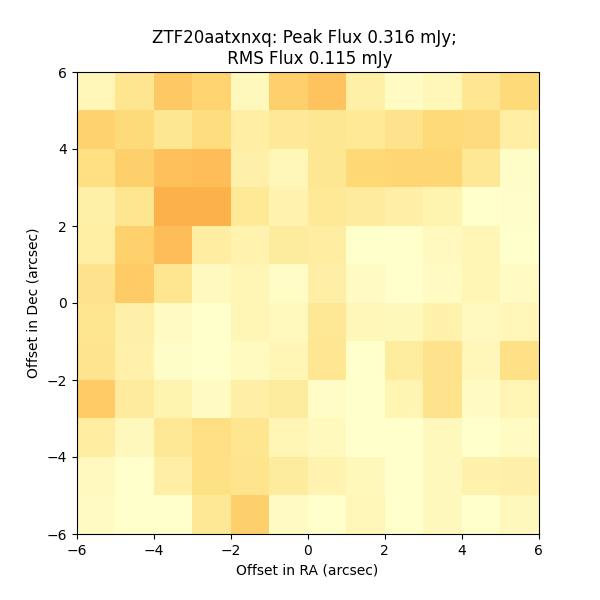 ZTF20aatxnxq: Peak Flux 0.316 mJy;
RMS Flux 0.115 mJy
6
4
2
0
−2
−4
−6
Offset in Dec (arcsec)
−6 −4 −2 0 2 4 6
Offset in RA (arcsec)